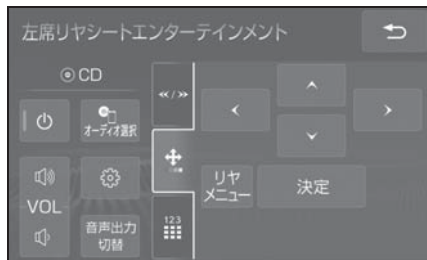 左席リヤシートエンターテインメント
CD
オーディオ選択
VOL
音声出力
切替
リヤ
メニュー
決定
123